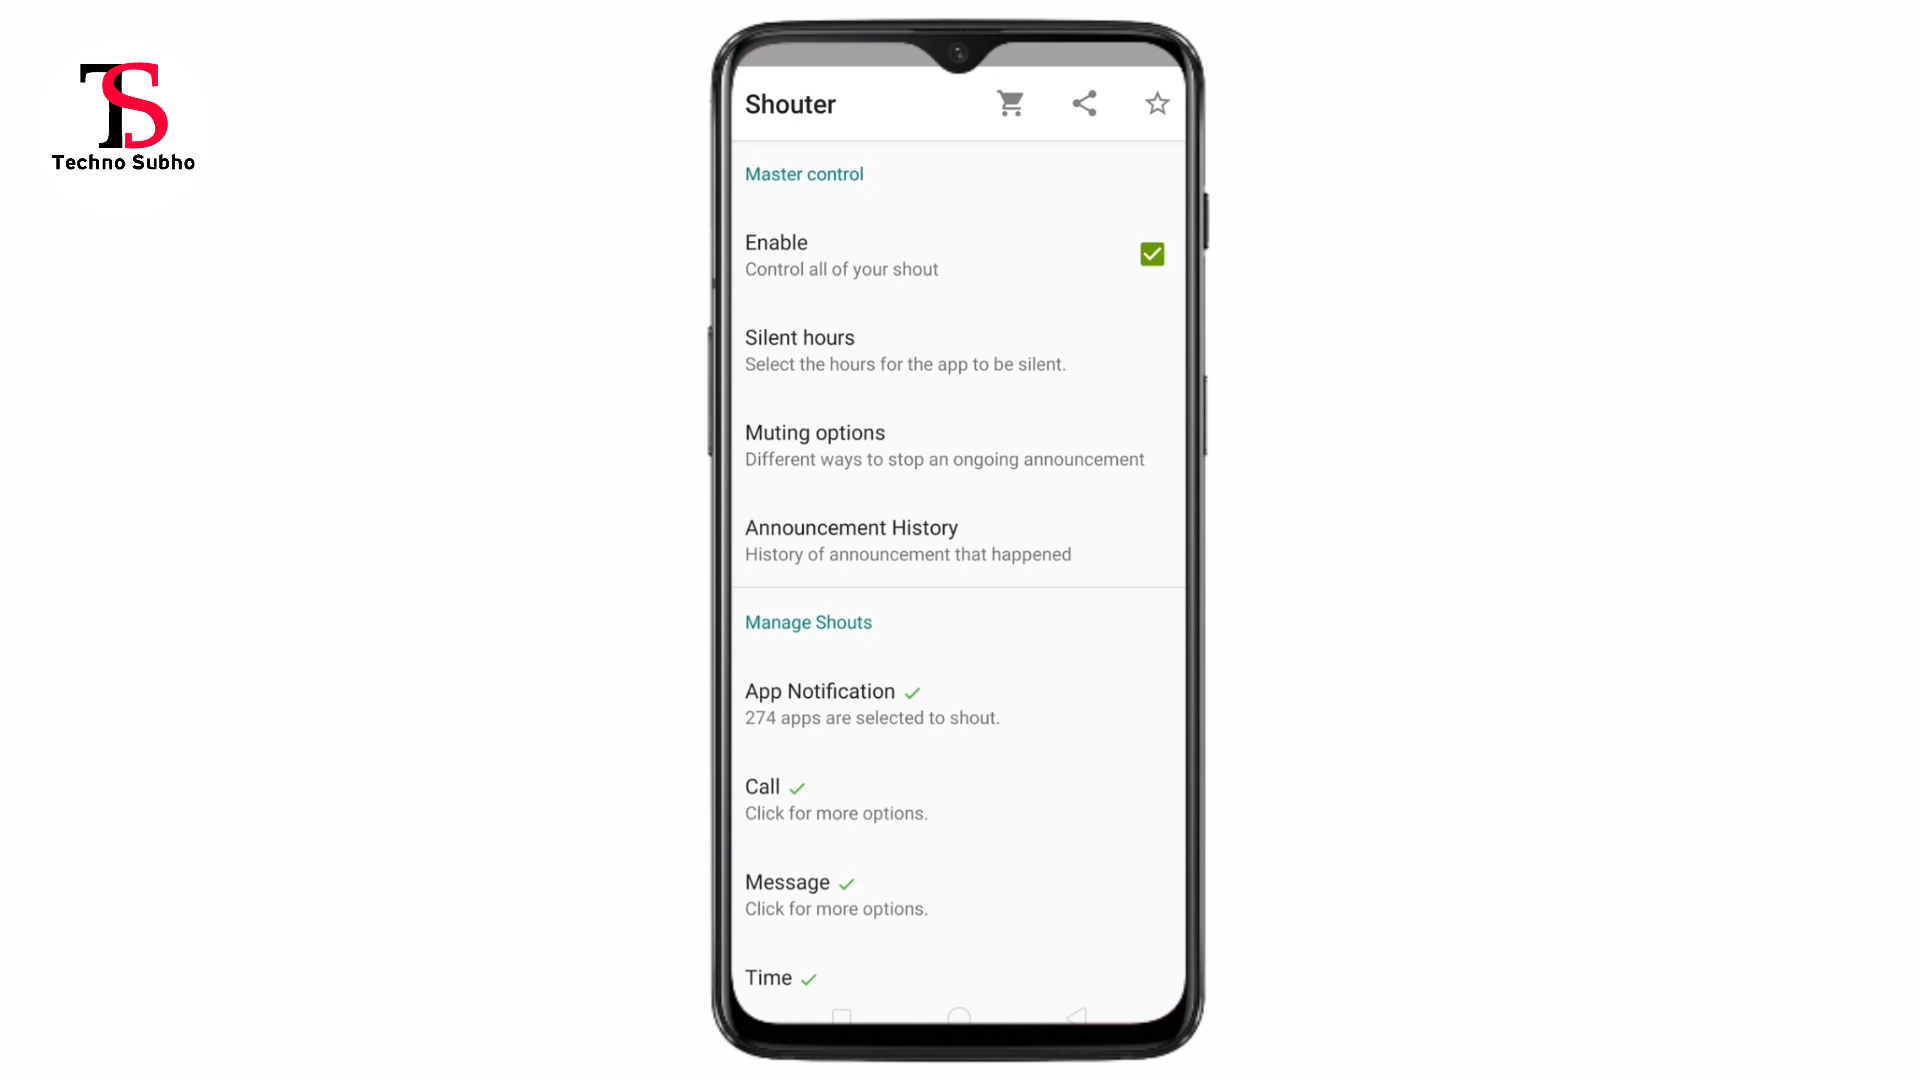 TS
Techno Subho
Shouter
Master control
Enable
Control all of your shout
Silent hours
Select the hours for the app to be silent.
Muting options
Different ways to stop an ongoing announcement
Announcement History
History of announcement that happened
Manage Shouts
App Notification
274 apps are selected to shout.
Call
Click for more options.
Message
Click for more options.
Time